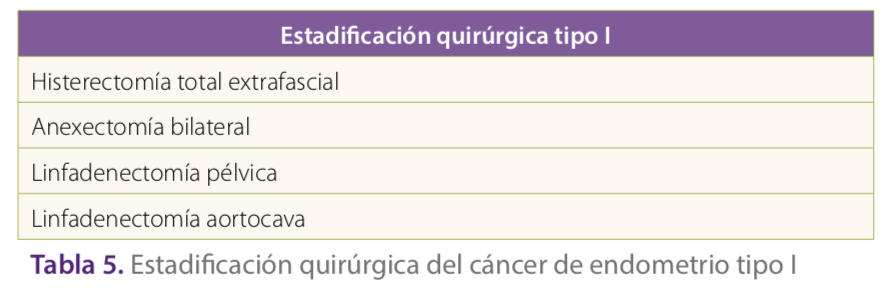 Estadificación quirúrgica tipo I
Histerectomía total extrafascial
Anexectomía bilateral
Linfadenectomía pélvica
Linfadenectomía aortocava
Tabla 5. Estadificación quirúrgica del cáncer de endometrio tipo I